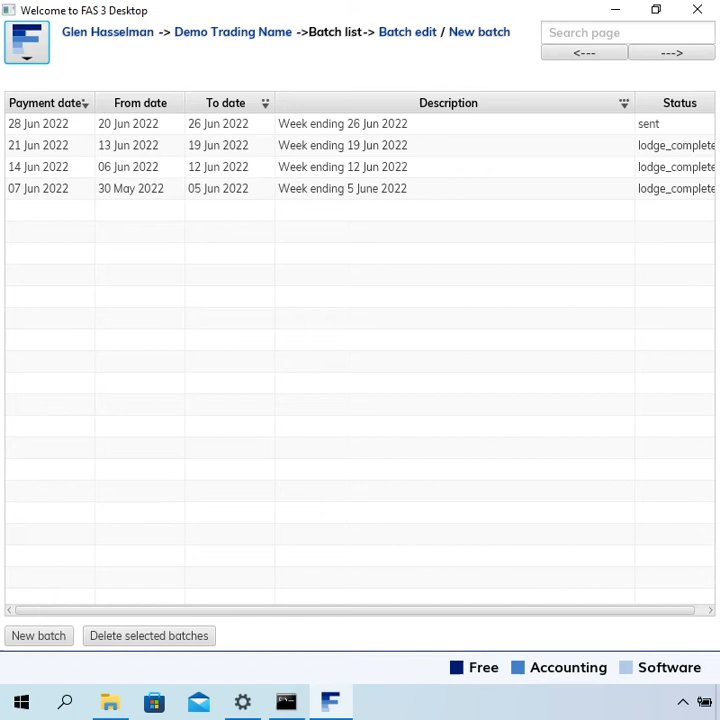 Welcome to FAS 3 Desktop
Glen Hasselman -> Demo Trading Name ->Batch list-> Batch edit / New batch
Search page
<--- --->
Payment date From date To date Description Status
28 Jun 2022 20 Jun 2022 26 Jun 2022 Week ending 26 Jun 2022 sent
21 Jun 2022 13 Jun 2022 19 Jun 2022 Week ending 19 Jun 2022 lodge_complete
14 Jun 2022 06 Jun 2022 12 Jun 2022 Week ending 12 Jun 2022 lodge_complete
07 Jun 2022 30 May 2022 05 Jun 2022 Week ending 5 June 2022 lodge_complete
New batch Delete selected batches
Free Accounting Software